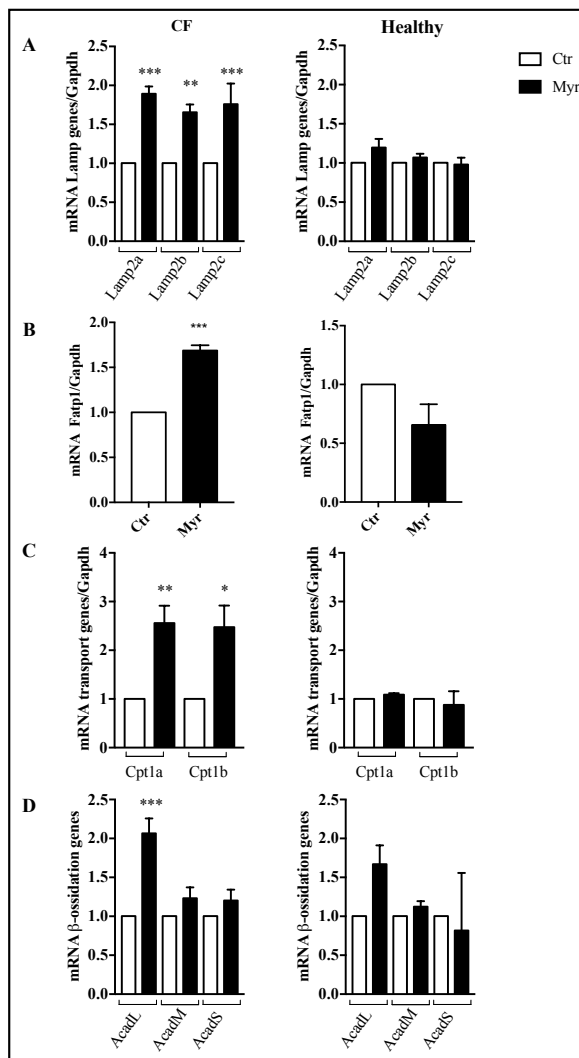 CF
Healthy
Ctr
Myr
A
mRNA Lamp genes/Gapdh
2.5
2.0
1.5
1.0
0.5
0.0
***
**
***
Lamp2a
Lamp2b
Lamp2c
mRNA Lamp genes/Gapdh
2.5
2.0
1.5
1.0
0.5
0.0
Lamp2a
Lamp2b
Lamp2c
B
mRNA Fatp1/Gapdh
2.0
1.5
1.0
0.5
0.0
***
Ctr
Myr
mRNA Fatp1/Gapdh
1.5
1.0
0.5
0.0
Ctr
Myr
C
mRNA transport genes/Gapdh
4
3
2
1
0
**
*
Cpt1a
Cpt1b
mRNA transport genes/Gapdh
4
3
2
1
0
Cpt1a
Cpt1b
D
mRNA β-ossidation genes
2.5
2.0
1.5
1.0
0.5
0.0
***
AcadL
AcadM
AcadS
mRNA β-ossidation genes
2.5
2.0
1.5
1.0
0.5
0.0
AcadL
AcadM
AcadS